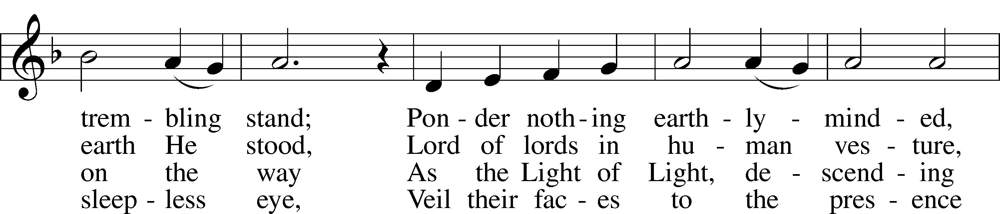 trem - bling stand; Pon - der noth - ing earth - ly - mind - ed,
earth He stood, Lord of lords in hu - man ves - ture,
on the way As the Light of Light, de - scend - ing
sleep - less eye, Veil their fac - es to the pres - ence